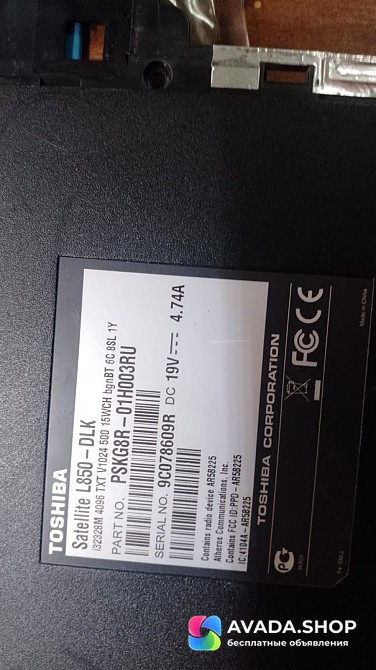 TOSHIBA
Satellite L850-DLK
i32328M 4096 TXT V1024 500 15WCH bgnBT 6C 8SL 1Y
PART NO. PSKG8R-01H003RU
SERIAL NO. 9C078609R DC 19V 4.74A
Contains radio device AR5B225
Atheros Communications, Inc.
Contains FCC ID:PPD-AR5B225
IC:4104A-AR5B225
TOSHIBA CORPORATION
FC CE
Made in China
AVADA.SHOP
бесплатные объявления